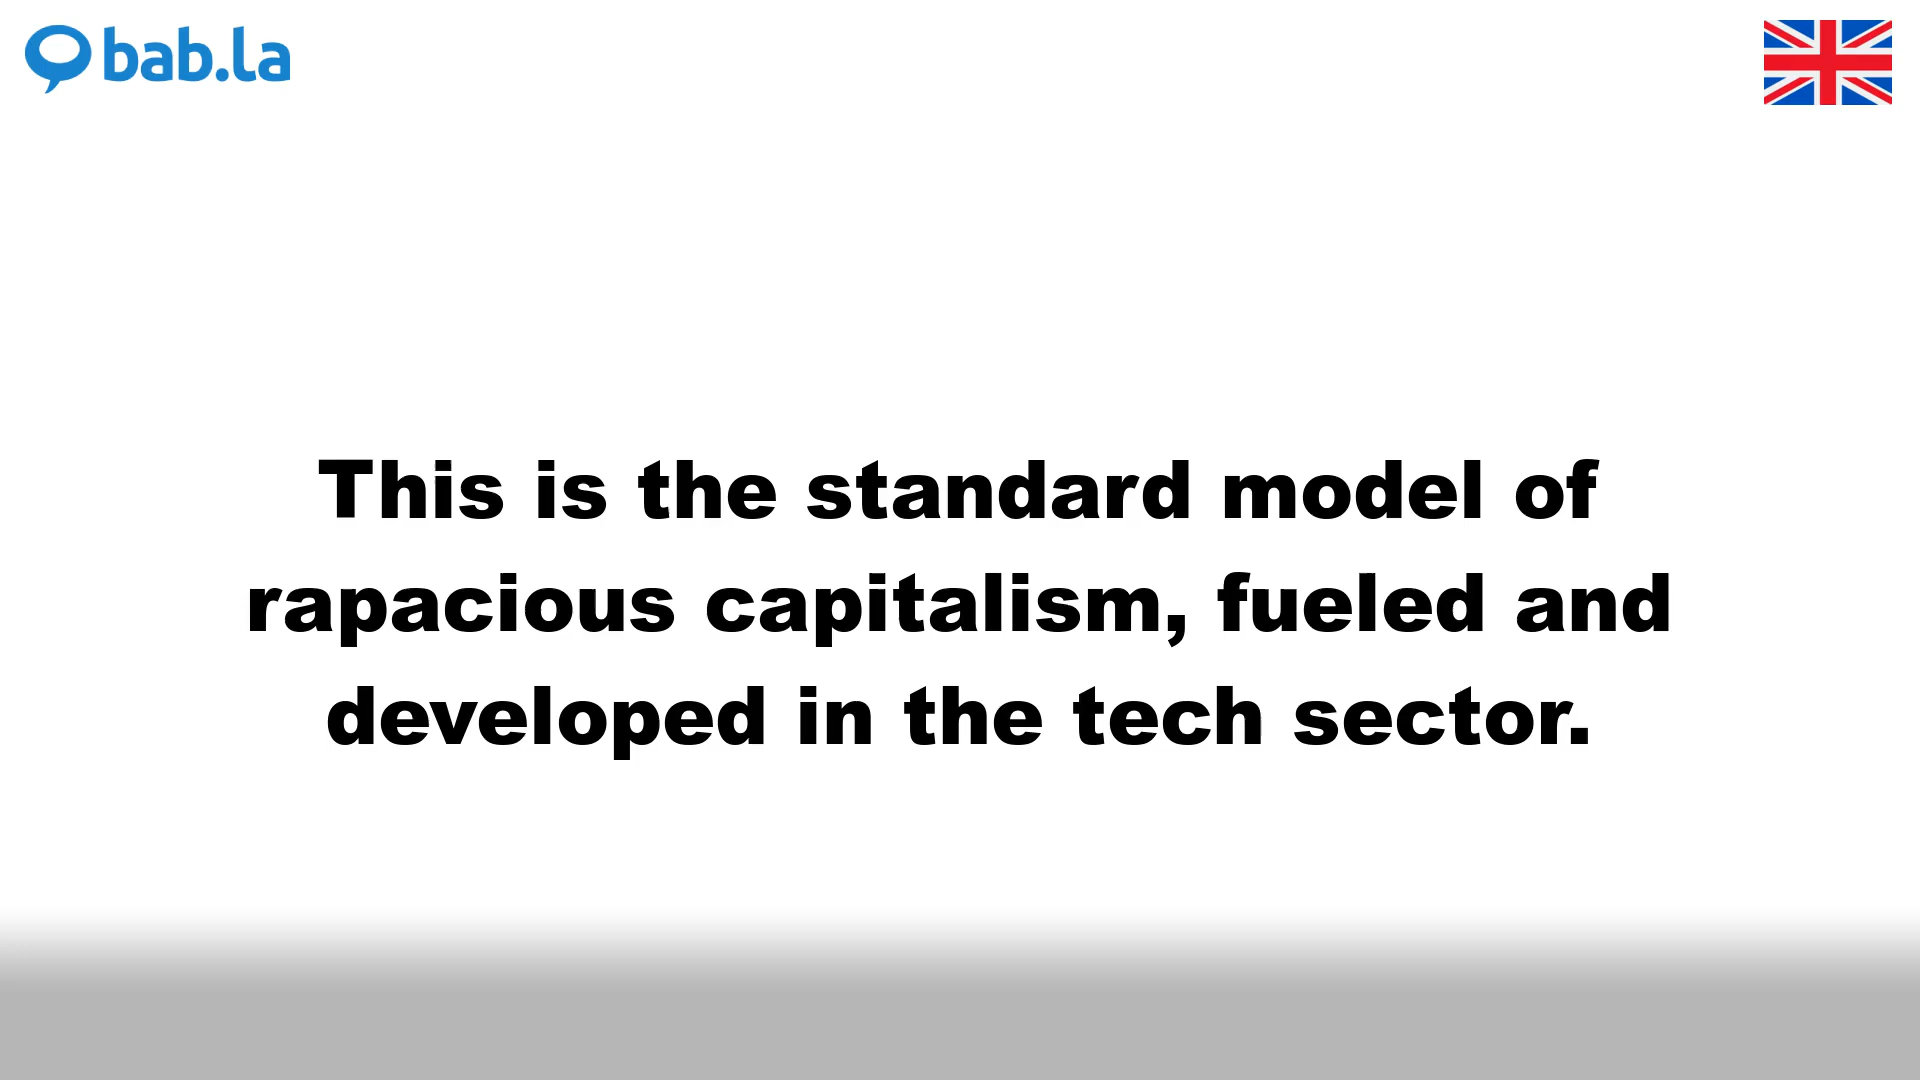 bab.la
This is the standard model of
rapacious capitalism, fueled and
developed in the tech sector.